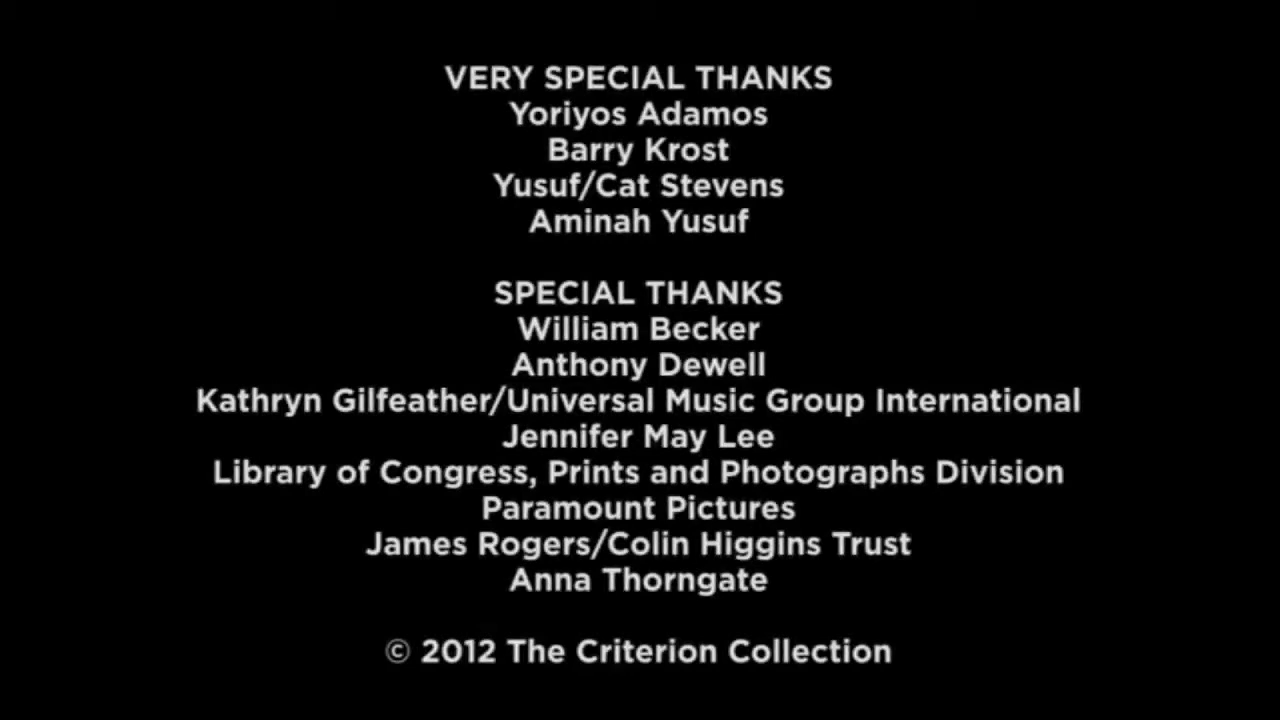 VERY SPECIAL THANKS
Yoriyos Adamos
Barry Krost
Yusuf/Cat Stevens
Aminah Yusuf
SPECIAL THANKS
William Becker
Anthony Dewell
Kathryn Gilfeather/Universal Music Group International
Jennifer May Lee
Library of Congress, Prints and Photographs Division
Paramount Pictures
James Rogers/Colin Higgins Trust
Anna Thorngate
© 2012 The Criterion Collection